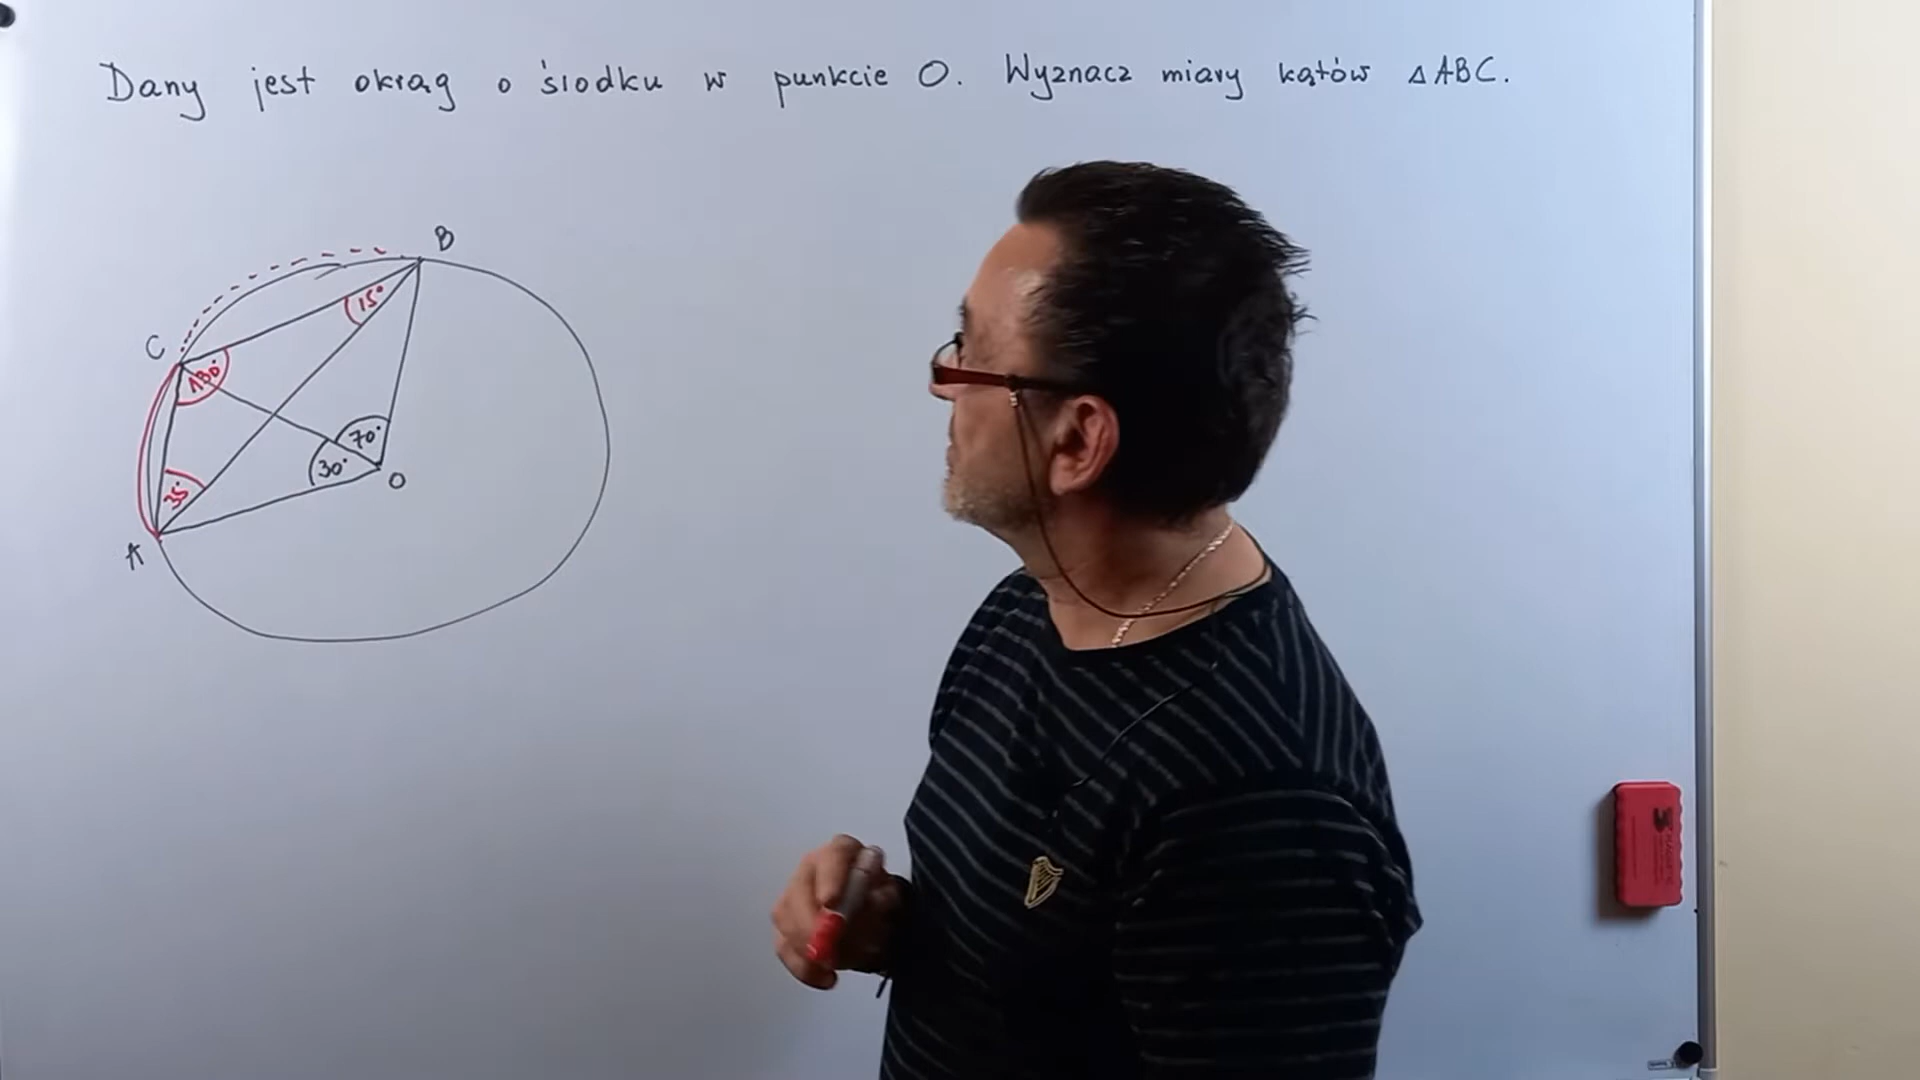 Dany jest okrąg o środku w punkcie O. Wyznacz miary kątów △ABC.
B
15°
C
130°
70°
30°
O
35°
A